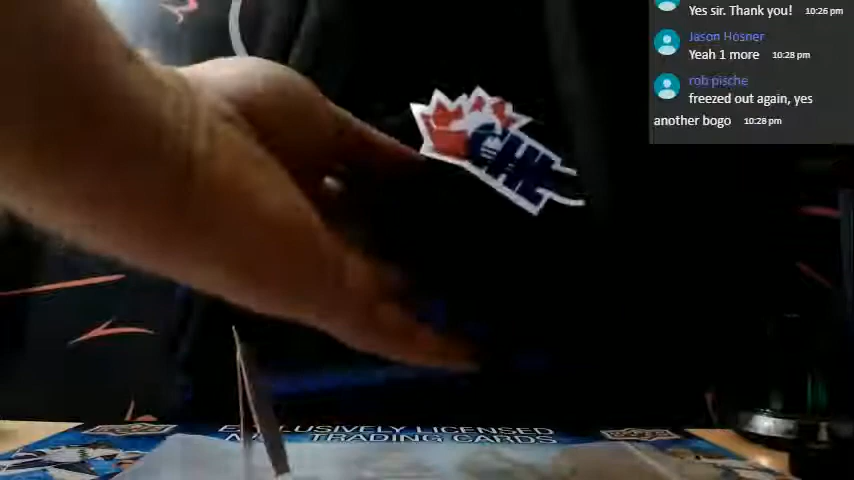 Yes sir. Thank you! 10:26 pm
Jason Hosner
Yeah 1 more 10:28 pm
rob pische
freezed out again, yes
another bogo 10:28 pm
CHL
EXCLUSIVELY LICENSED
TRADING CARDS